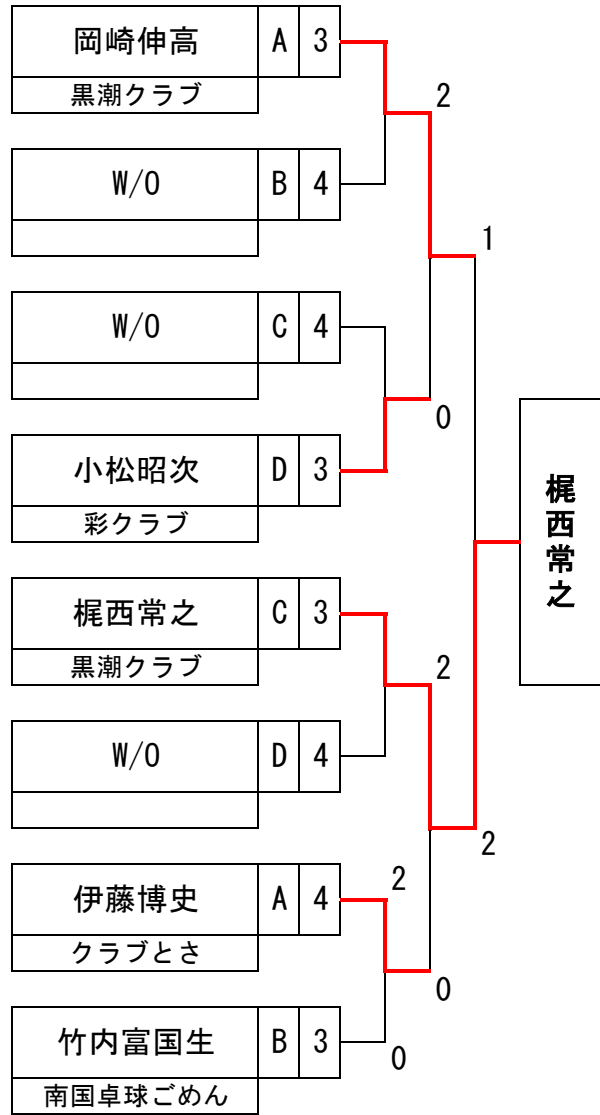 岡崎伸高 A 3
黒潮クラブ
2
W/O B 4
1
W/O C 4
0
小松昭次 D 3
彩クラブ
梶西常之
梶西常之 C 3
黒潮クラブ
2
W/O D 4
2
伊藤博史 A 4
2
クラブとさ
0
竹内富国生 B 3
0
南国卓球ごめん